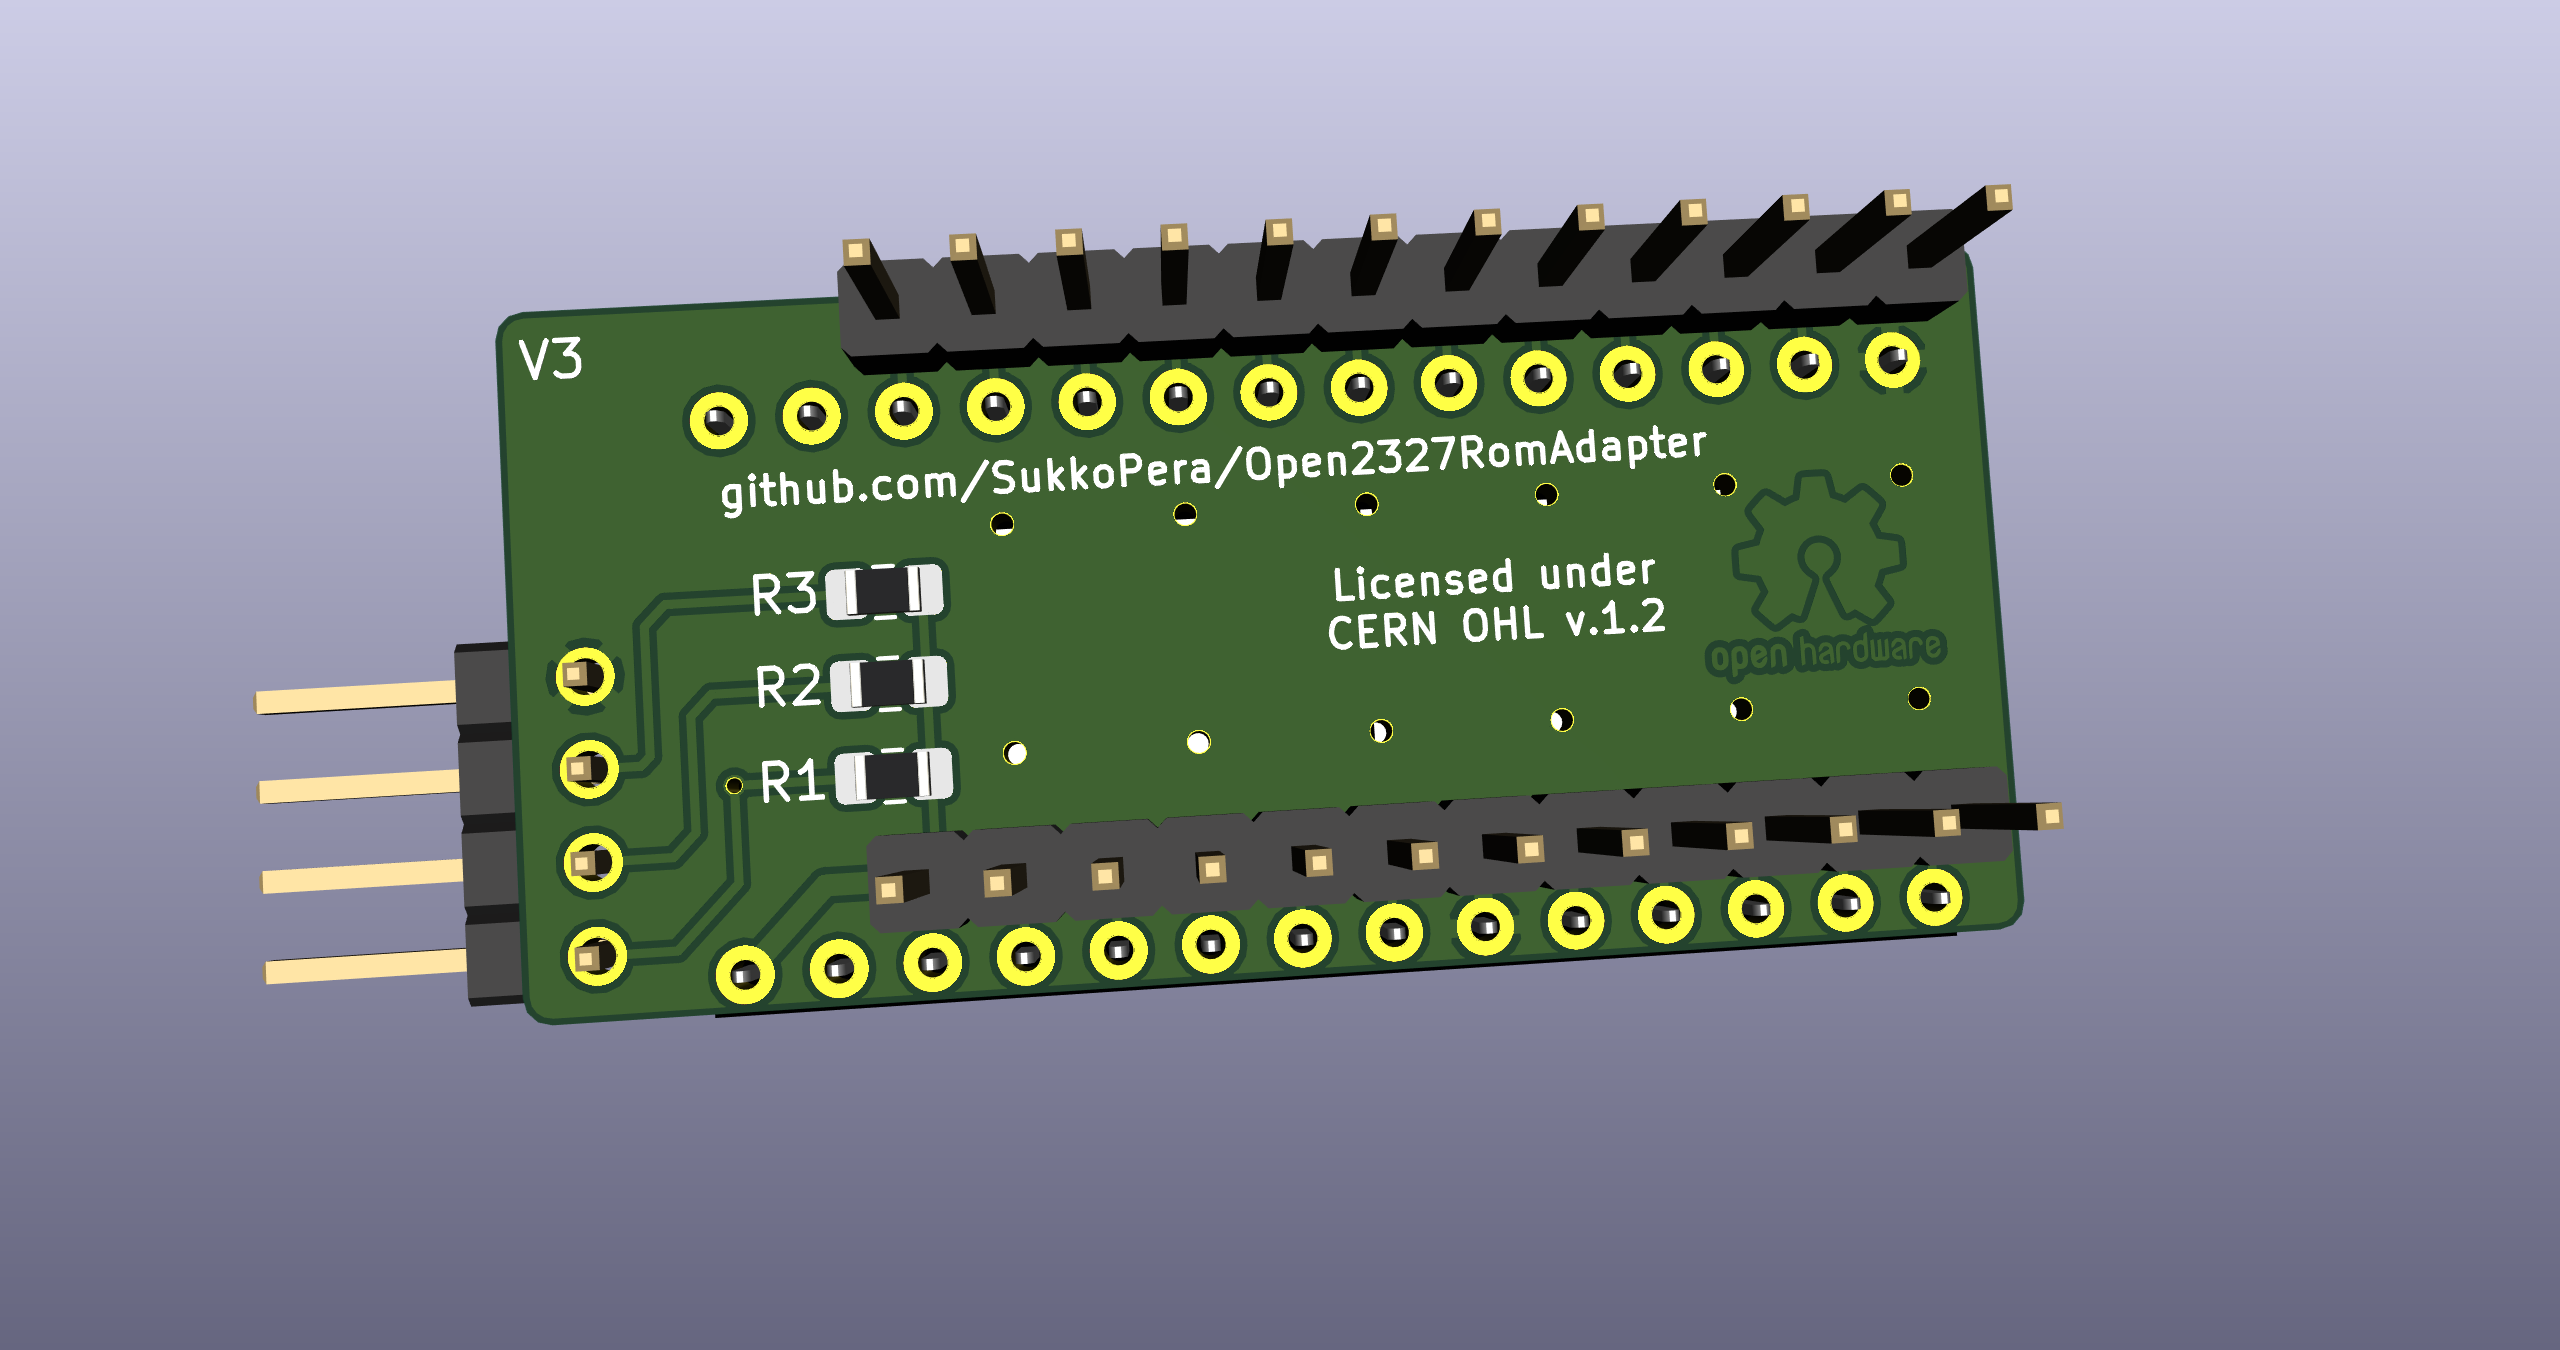 V3
github.com/SukkoPera/Open2327RomAdapter
R3
Licensed under
CERN OHL v.1.2
open hardware
R2
R1